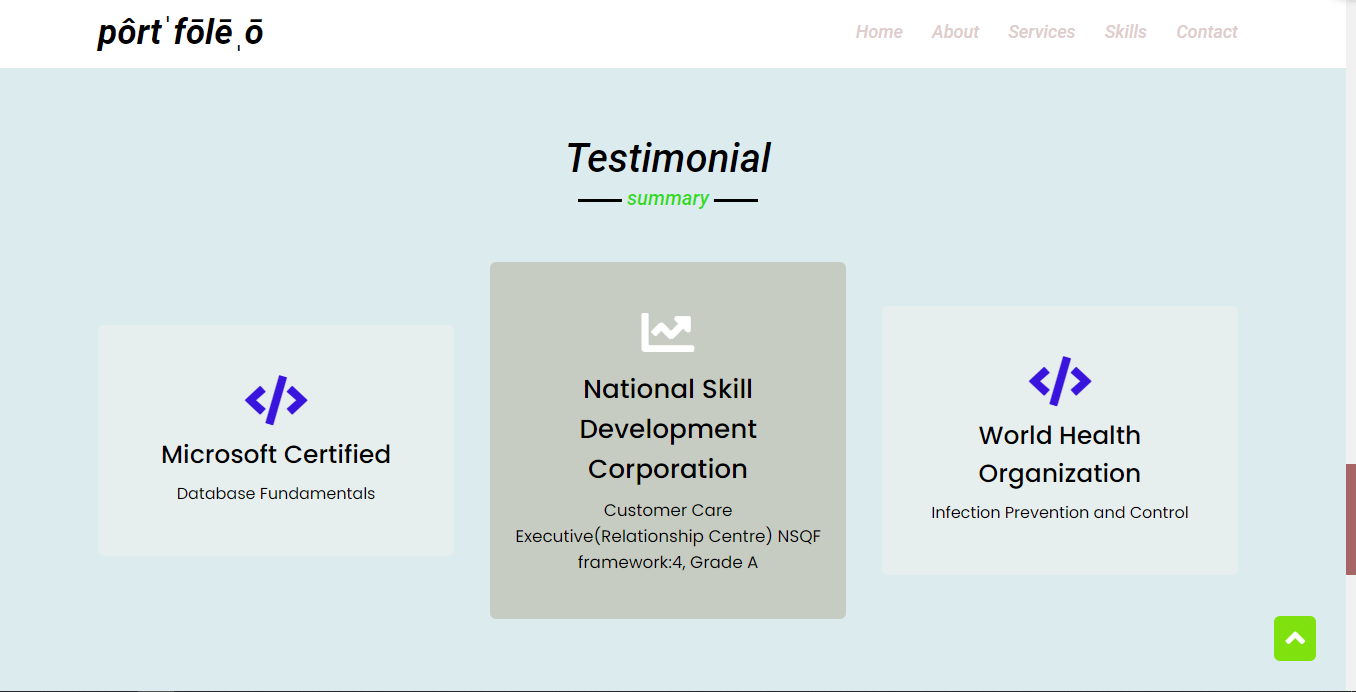 pôrtˈfōlēˌō
Home About Services Skills Contact
Testimonial
summary
Microsoft Certified
Database Fundamentals
National Skill
Development
Corporation
Customer Care
Executive(Relationship Centre) NSQF
framework:4, Grade A
World Health
Organization
Infection Prevention and Control